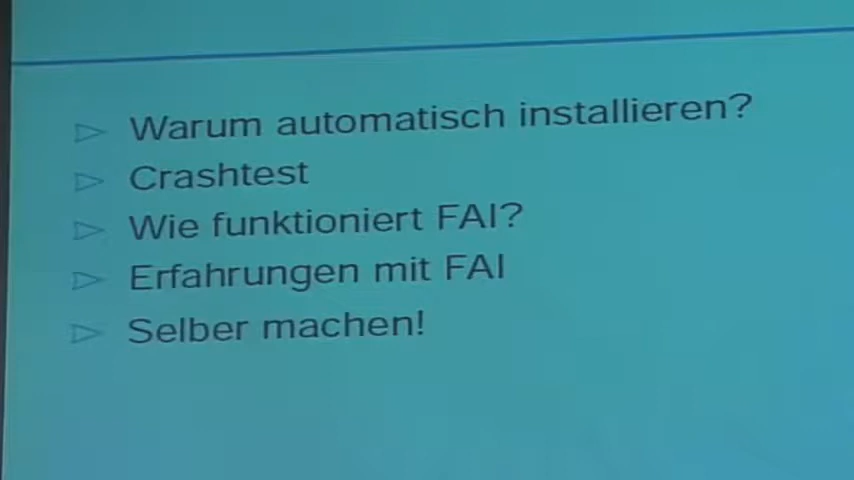 Warum automatisch installieren?
Crashtest
Wie funktioniert FAI?
Erfahrungen mit FAI
Selber machen!